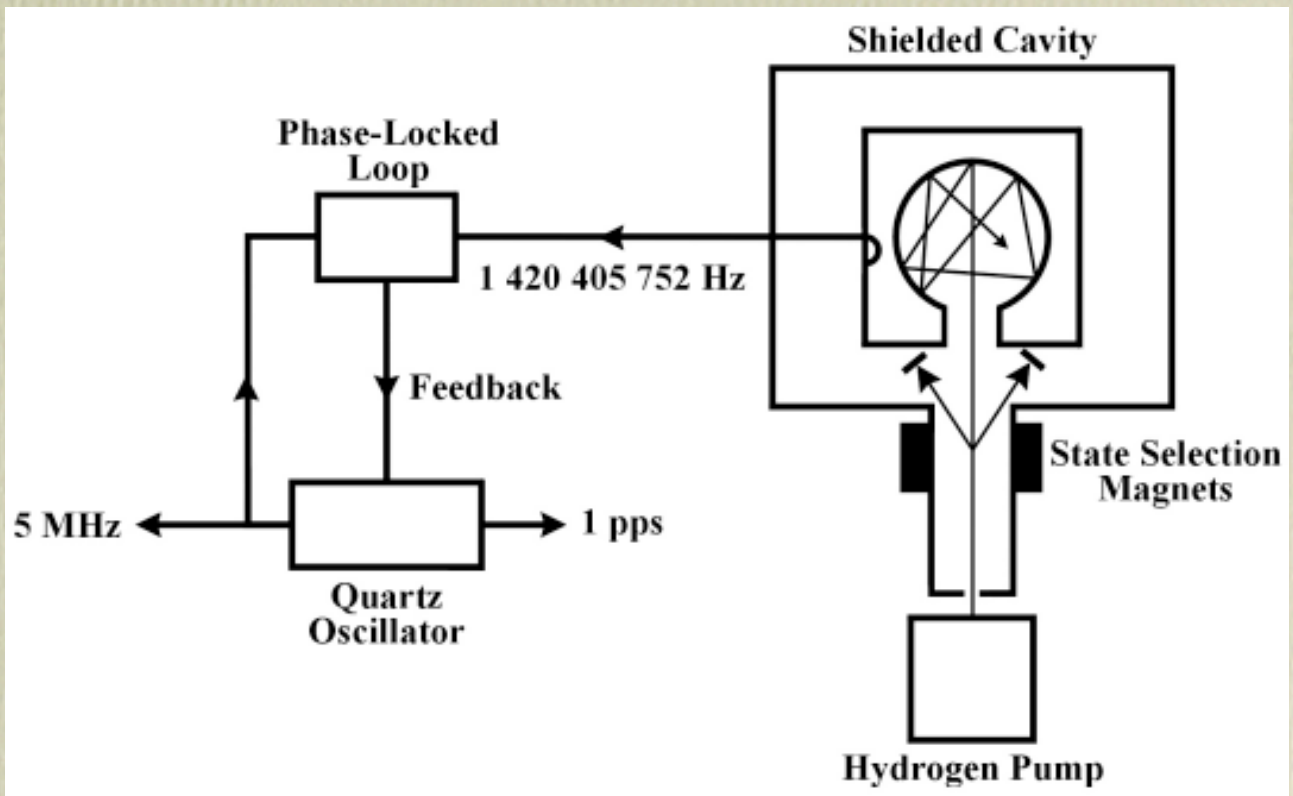 Shielded Cavity
Phase-Locked
Loop
1 420 405 752 Hz
Feedback
State Selection
Magnets
5 MHz
1 pps
Quartz
Oscillator
Hydrogen Pump